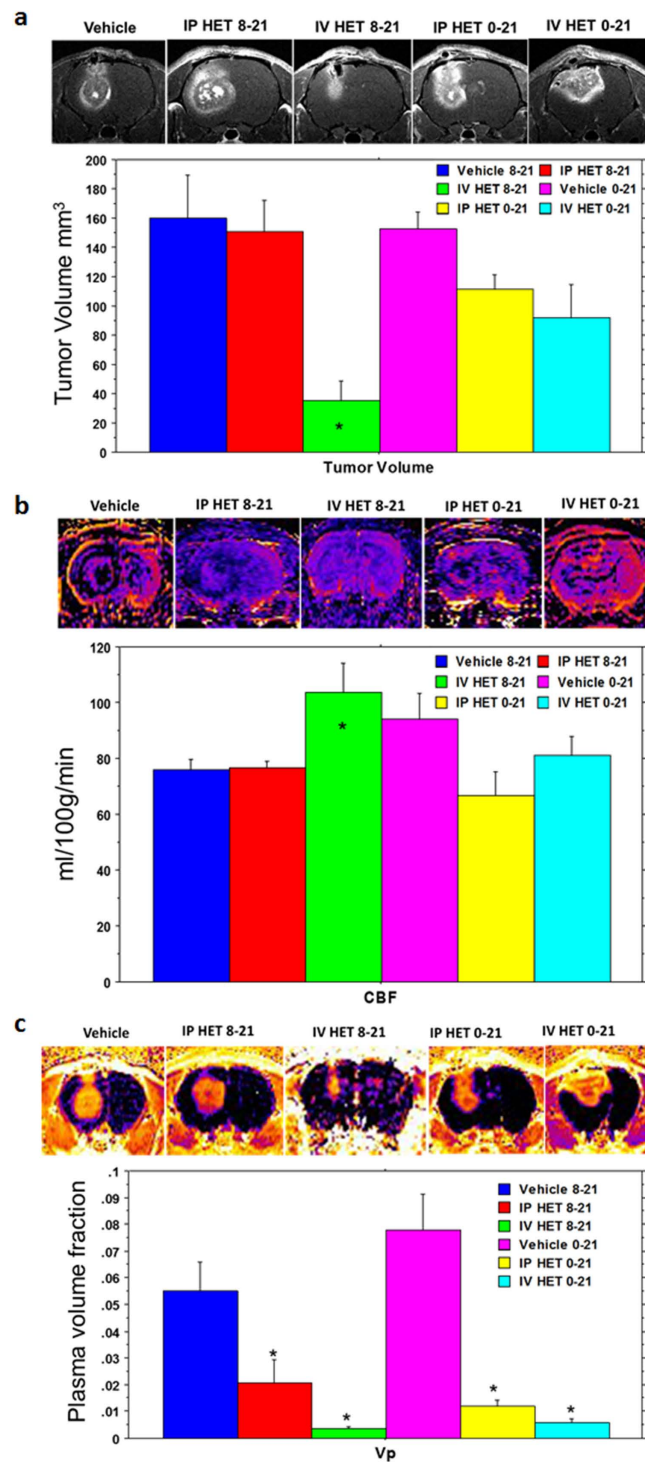 a
Vehicle IP HET 8-21 IV HET 8-21 IP HET 0-21 IV HET 0-21
200
180
160
140
120
100
80
60
40
20
0
Tumor Volume mm³
Vehicle 8-21 IP HET 8-21
IV HET 8-21 Vehicle 0-21
IP HET 0-21 IV HET 0-21
*
Tumor Volume
b
Vehicle IP HET 8-21 IV HET 8-21 IP HET 0-21 IV HET 0-21
120
100
80
60
40
20
0
ml/100g/min
Vehicle 8-21 IP HET 8-21
IV HET 8-21 Vehicle 0-21
IP HET 0-21 IV HET 0-21
*
CBF
c
Vehicle IP HET 8-21 IV HET 8-21 IP HET 0-21 IV HET 0-21
.1
.09
.08
.07
.06
.05
.04
.03
.02
.01
0
Plasma volume fraction
Vehicle 8-21
IP HET 8-21
IV HET 8-21
Vehicle 0-21
IP HET 0-21
IV HET 0-21
* * * *
Vp